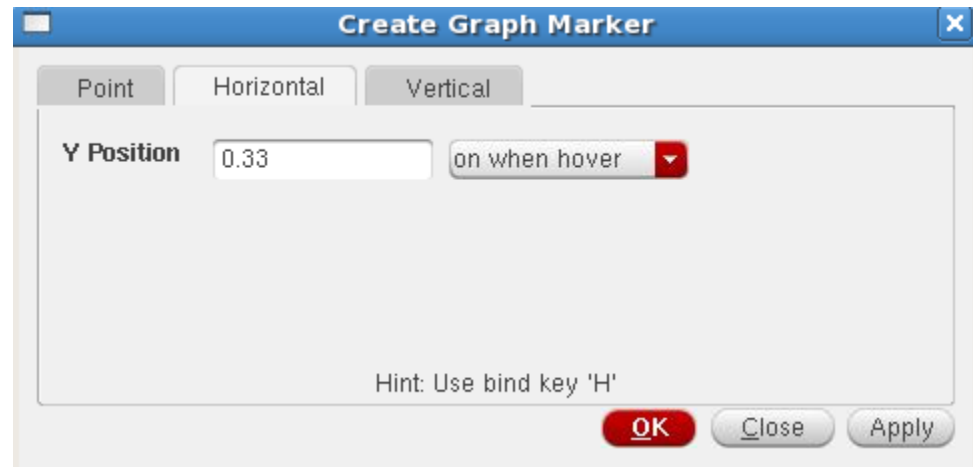 Create Graph Marker
Point Horizontal Vertical
Y Position 0.33 on when hover
Hint: Use bind key 'H'
OK Close Apply